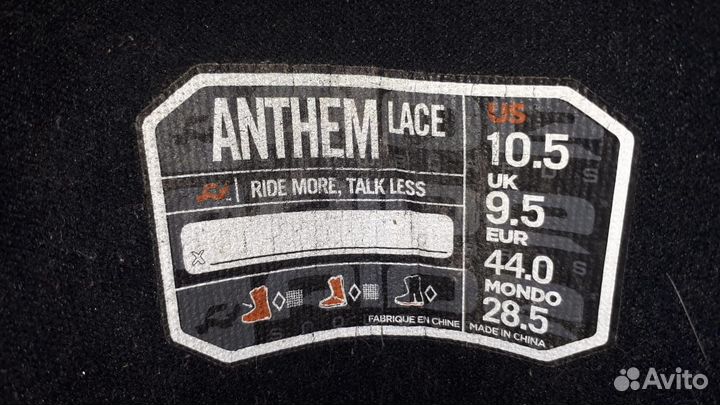 ANTHEM LACE
RIDE MORE, TALK LESS
X
FABRIQUE EN CHINE
US
10.5
UK
9.5
EUR
44.0
MONDO
28.5
MADE IN CHINA
Avito